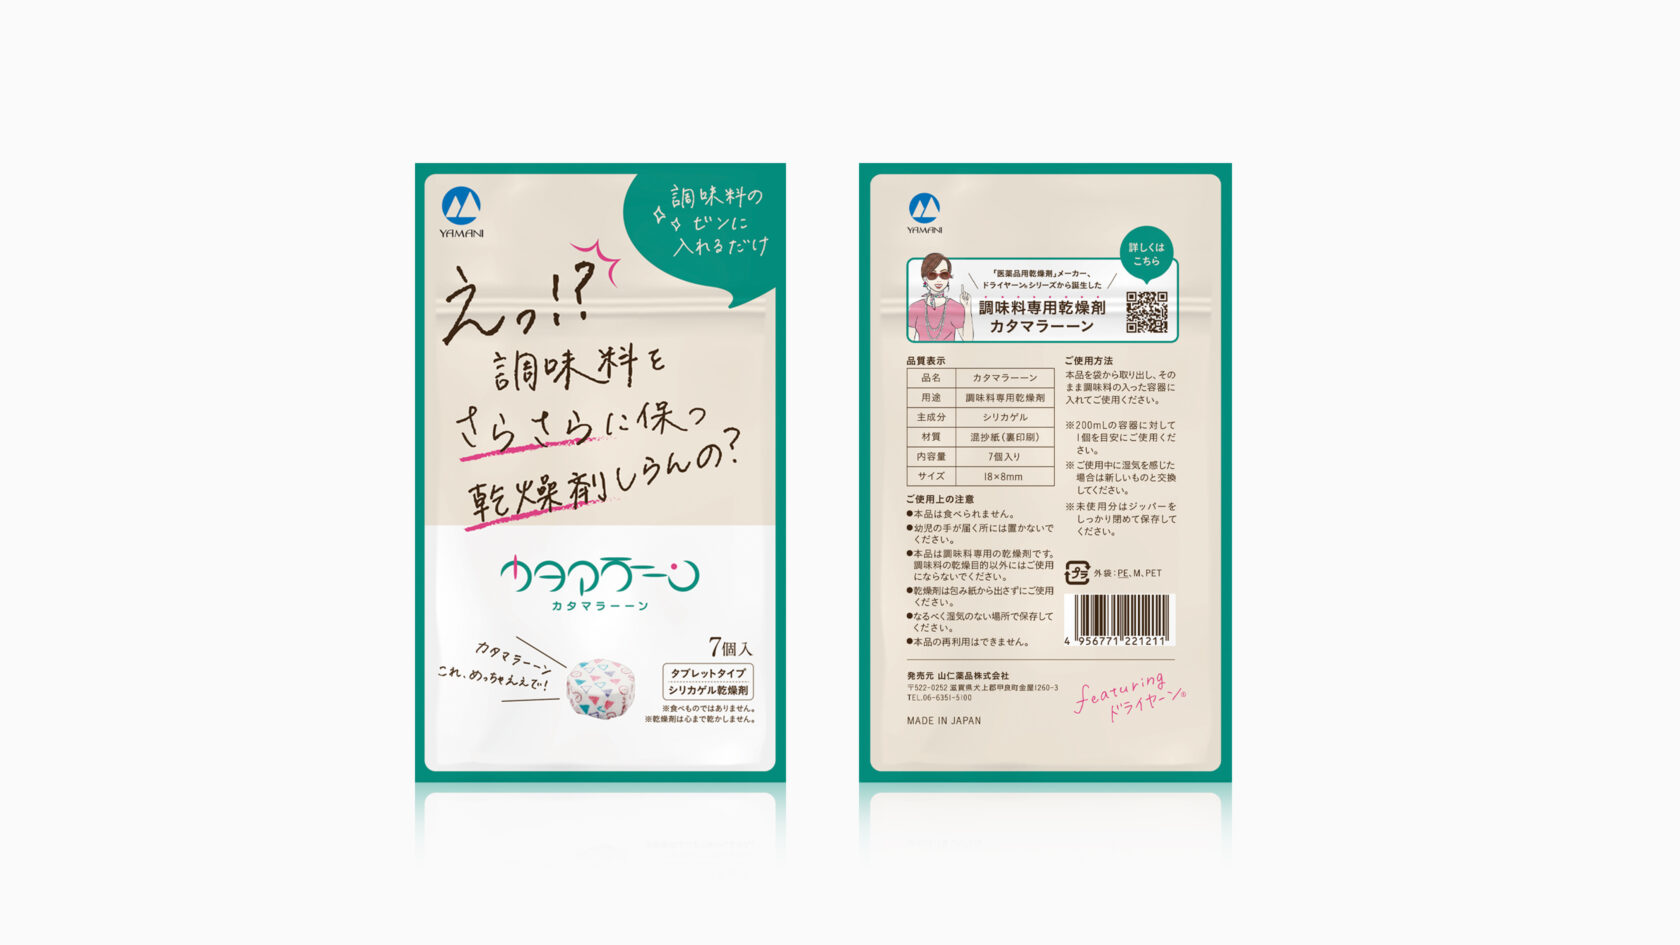 YAMANI
調味料の
ビンに
入れるだけ
えっ!?
調味料を
さらさらに保つ
乾燥剤しらんの?
カタマラーーン
カタマラーーン
カタマラーーン
これ、めっちゃええで!
7個入
タブレットタイプ
シリカゲル乾燥剤
※食べものではありません。
※乾燥剤は心まで乾かしません。
YAMANI
詳しくは
こちら
「医薬品用乾燥剤」メーカー、
ドライヤーン®シリーズから誕生した
調味料専用乾燥剤
カタマラーーン
品質表示
品名 カタマラーーン
用途 調味料専用乾燥剤
主成分 シリカゲル
材質 混抄紙(裏印刷)
内容量 7個入り
サイズ 18×8mm
ご使用上の注意
●本品は食べられません。
●幼児の手が届く所には置かないで
ください。
●本品は調味料専用の乾燥剤です。
調味料の乾燥目的以外にはご使用
にならないでください。
●乾燥剤は包み紙から出さずにご使用
ください。
●なるべく湿気のない場所で保存して
ください。
●本品の再利用はできません。
ご使用方法
本品を袋から取り出し、その
まま調味料の入った容器に
入れてご使用ください。
※200mLの容器に対して
1個を目安にご使用くだ
さい。
※ご使用中に湿気を感じた
場合は新しいものと交換
してください。
※未使用分はジッパーを
しっかり閉めて保存して
ください。
プラ 外袋:PE、M、PET
4 956771 221211
発売元 山仁薬品株式会社
〒522-0252 滋賀県犬上郡甲良町金屋1260-3
TEL.06-6351-5100
MADE IN JAPAN
featuring
ドライヤーン®